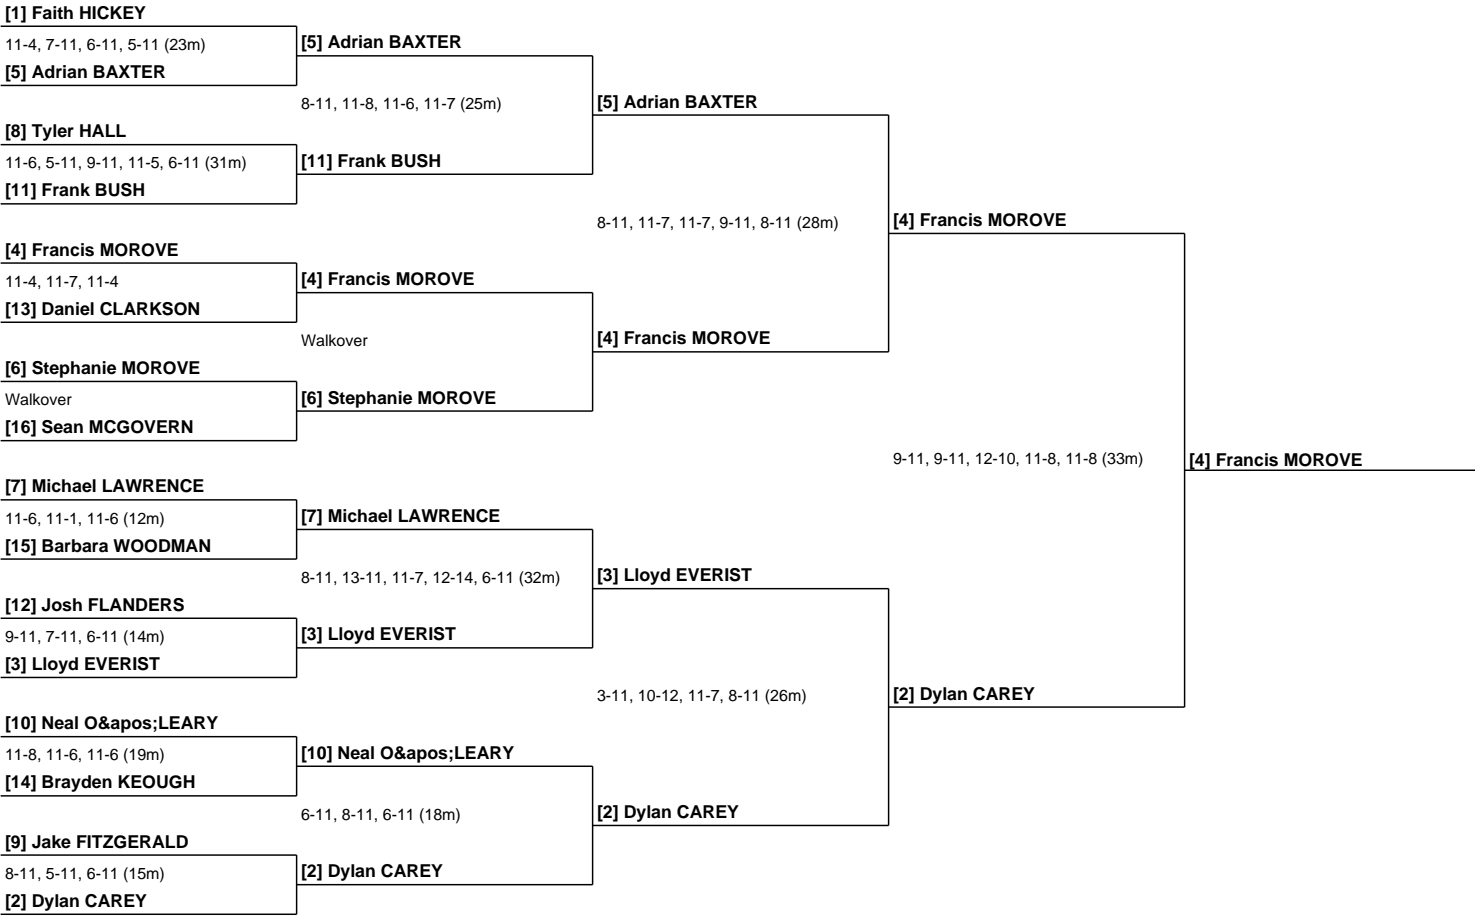 [1] Faith HICKEY
11-4, 7-11, 6-11, 5-11 (23m)
[5] Adrian BAXTER
[8] Tyler HALL
11-6, 5-11, 9-11, 11-5, 6-11 (31m)
[11] Frank BUSH
[4] Francis MOROVE
11-4, 11-7, 11-4
[13] Daniel CLARKSON
[6] Stephanie MOROVE
Walkover
[16] Sean MCGOVERN
[7] Michael LAWRENCE
11-6, 11-1, 11-6 (12m)
[15] Barbara WOODMAN
[12] Josh FLANDERS
9-11, 7-11, 6-11 (14m)
[3] Lloyd EVERIST
[10] Neal O&apos;LEARY
11-8, 11-6, 11-6 (19m)
[14] Brayden KEOUGH
[9] Jake FITZGERALD
8-11, 5-11, 6-11 (15m)
[2] Dylan CAREY
[5] Adrian BAXTER
8-11, 11-8, 11-6, 11-7 (25m)
[11] Frank BUSH
[4] Francis MOROVE
Walkover
[6] Stephanie MOROVE
[7] Michael LAWRENCE
8-11, 13-11, 11-7, 12-14, 6-11 (32m)
[3] Lloyd EVERIST
[10] Neal O&apos;LEARY
6-11, 8-11, 6-11 (18m)
[2] Dylan CAREY
[5] Adrian BAXTER
8-11, 11-7, 11-7, 9-11, 8-11 (28m)
[4] Francis MOROVE
[3] Lloyd EVERIST
3-11, 10-12, 11-7, 8-11 (26m)
[2] Dylan CAREY
[4] Francis MOROVE
9-11, 9-11, 12-10, 11-8, 11-8 (33m)
[2] Dylan CAREY
[4] Francis MOROVE